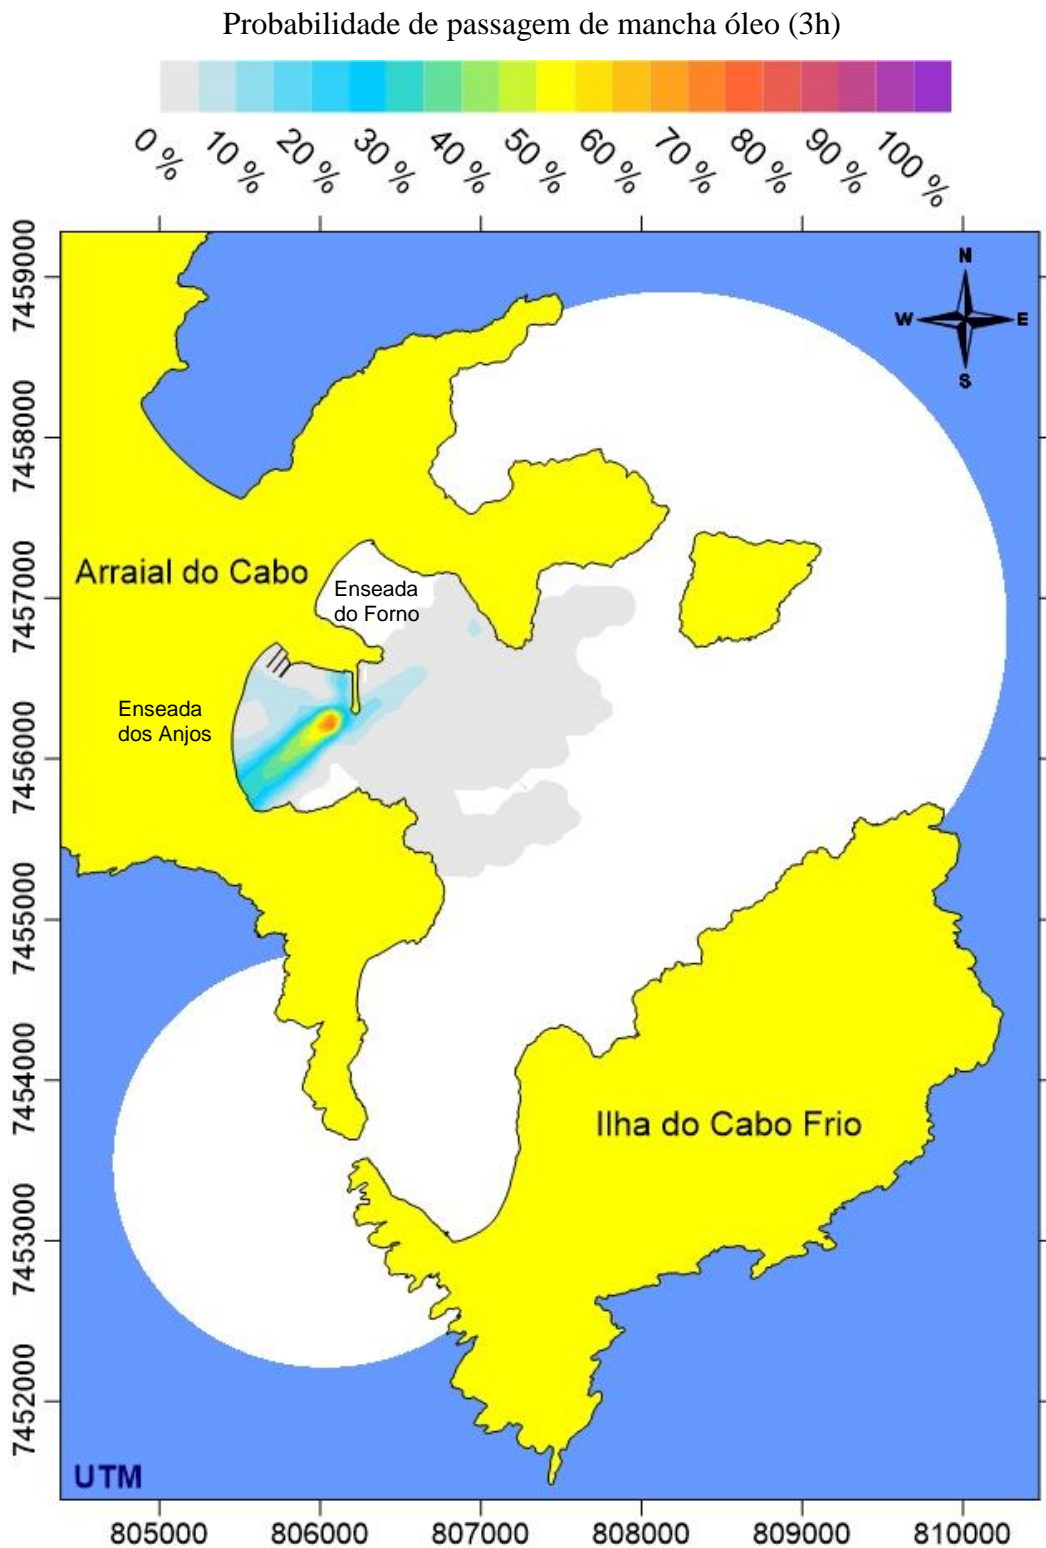 Probabilidade de passagem de mancha óleo (3h)
0 %
10 %
20 %
30 %
40 %
50 %
60 %
70 %
80 %
90 %
100 %
N
W
E
S
7459000
7458000
7457000
7456000
7455000
7454000
7453000
7452000
Arraial do Cabo
Enseada
do Forno
Enseada
dos Anjos
Ilha do Cabo Frio
UTM
805000
806000
807000
808000
809000
810000